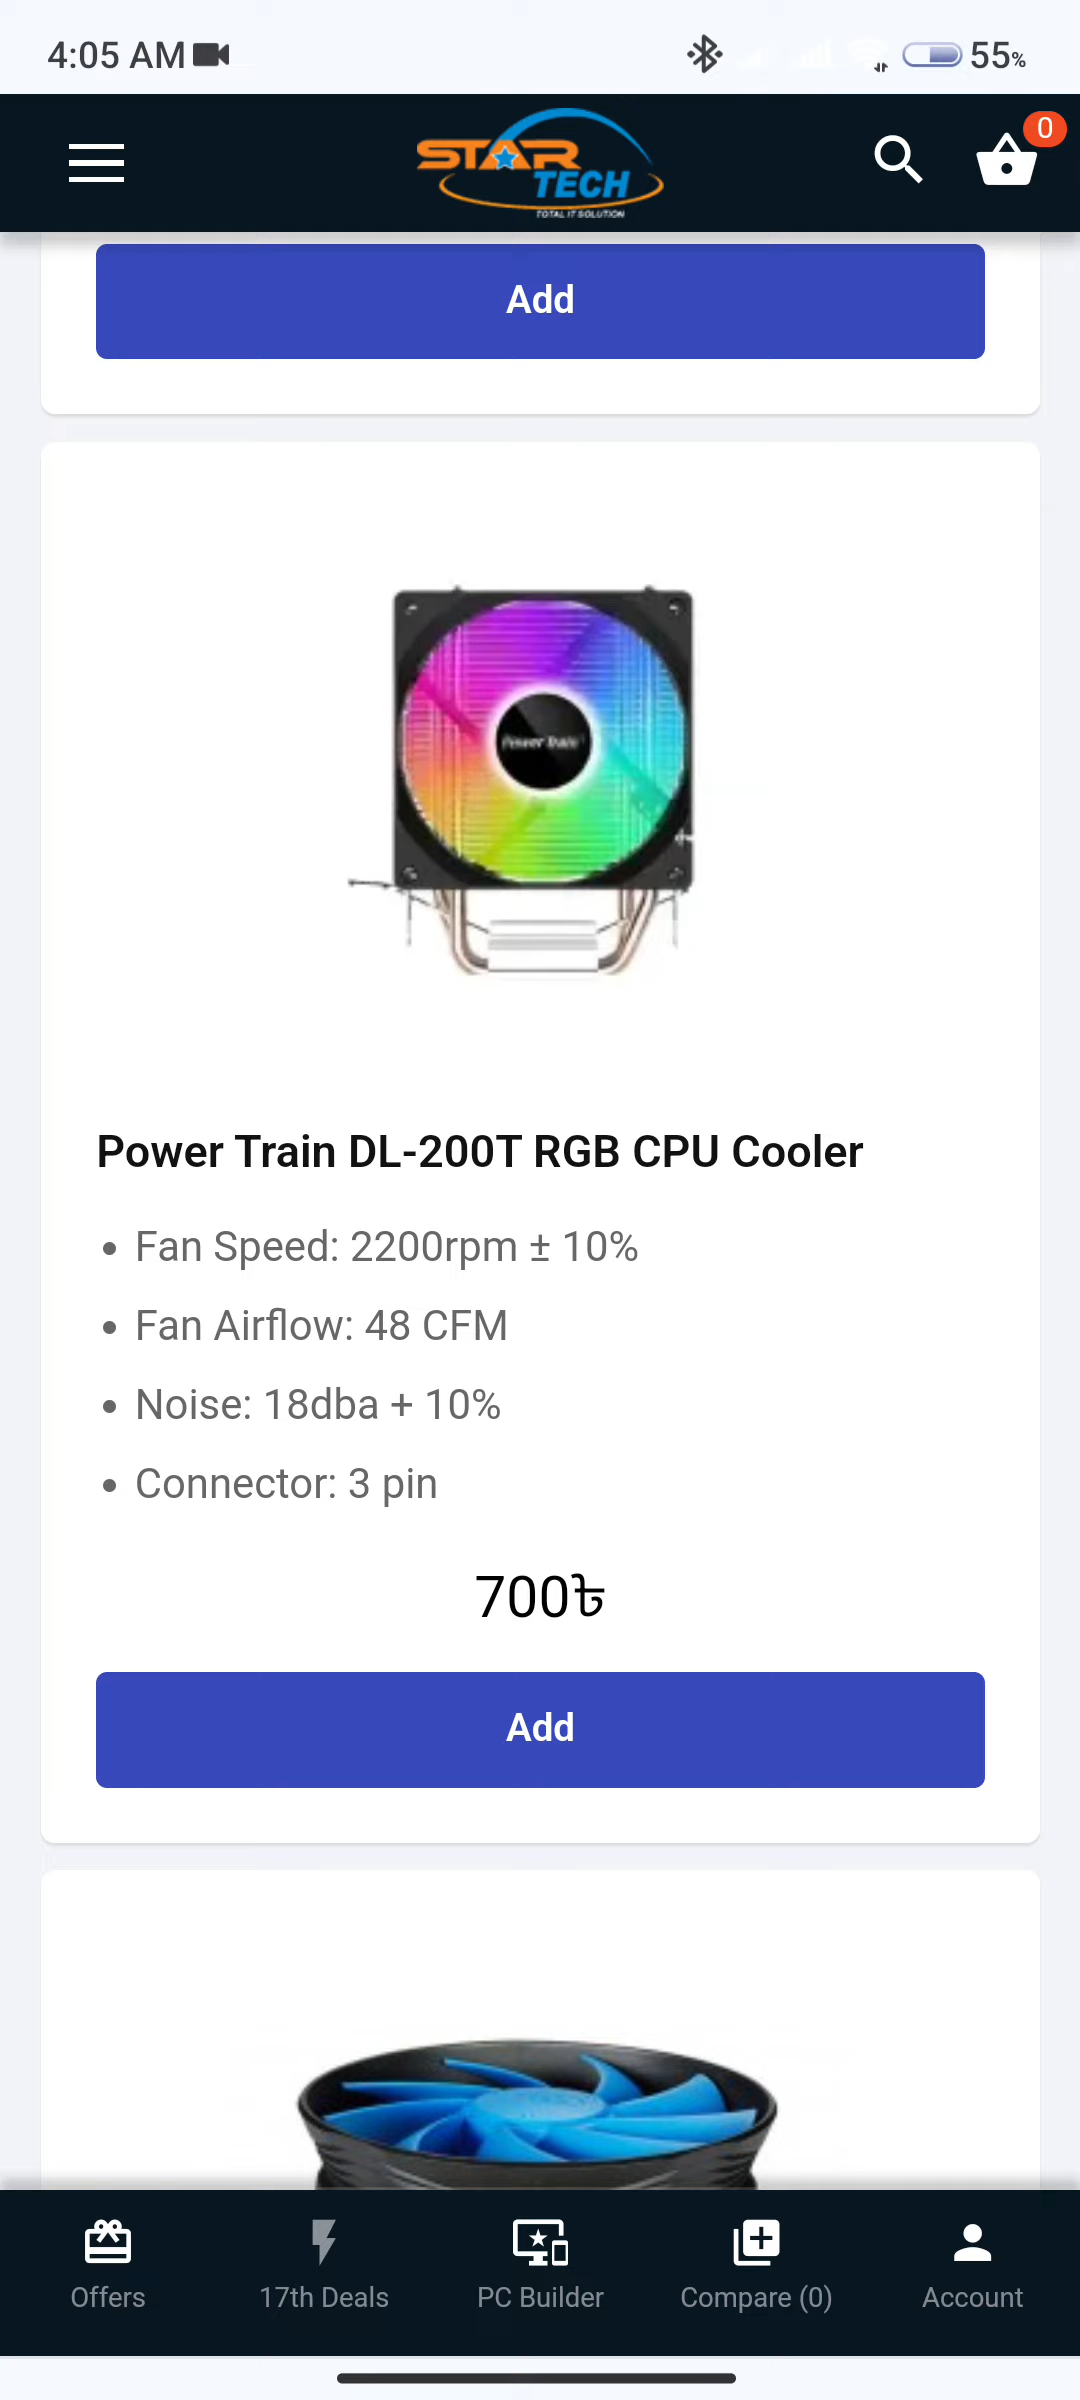 4:05 AM
55%
0
STAR
TECH
TOTAL IT SOLUTION
Add
Power Train
Power Train DL-200T RGB CPU Cooler
Fan Speed: 2200rpm ± 10%
Fan Airflow: 48 CFM
Noise: 18dba + 10%
Connector: 3 pin
700৳
Add
Offers
17th Deals
PC Builder
Compare (0)
Account